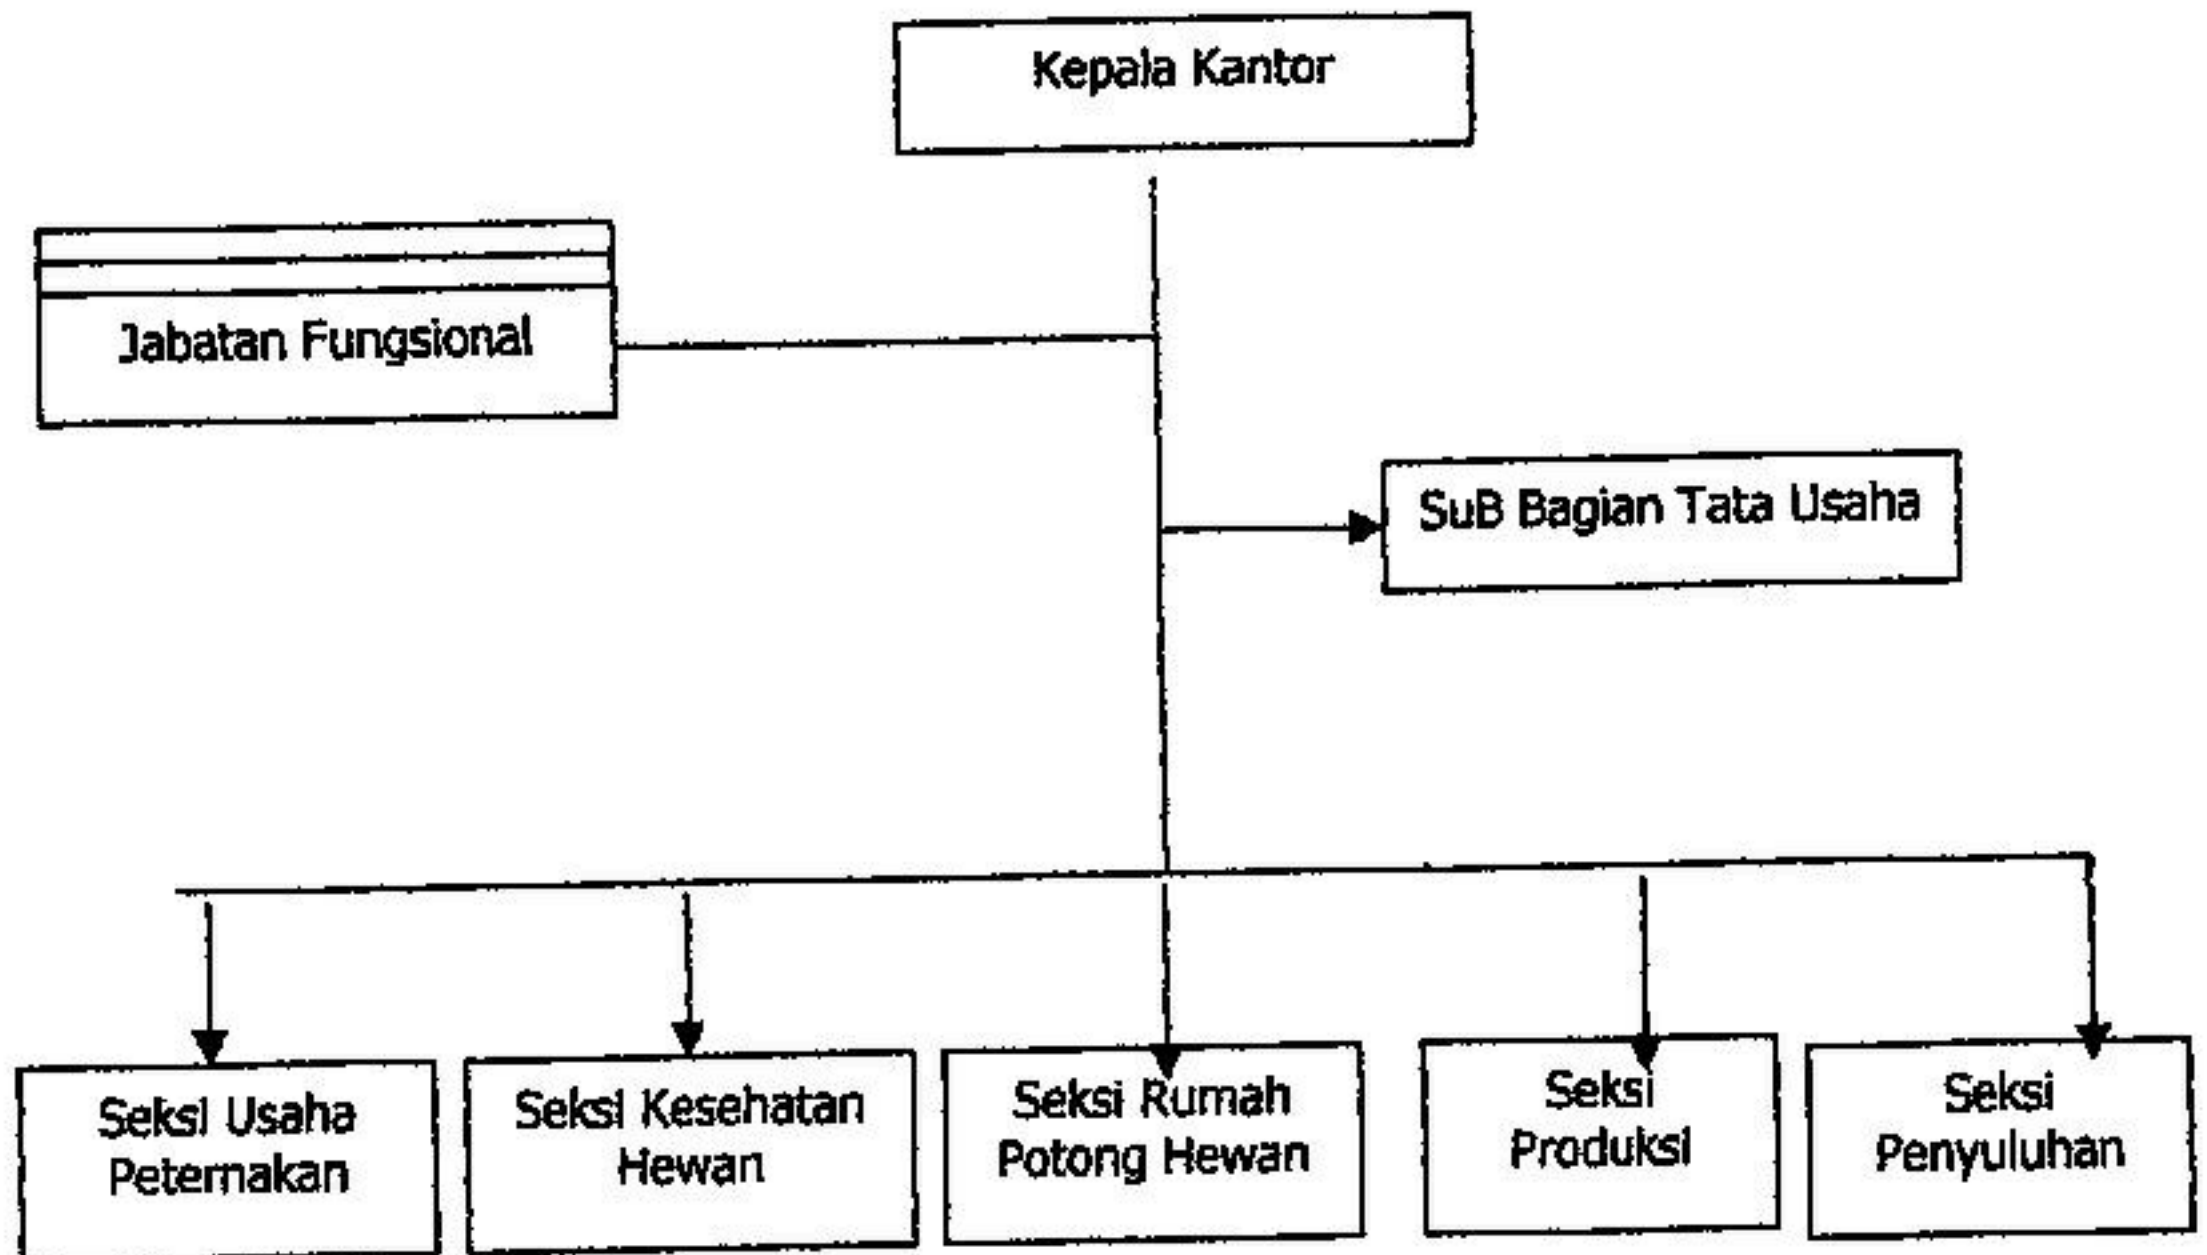 Kepala Kantor
Jabatan Fungsional
SuB Bagian Tata Usaha
Seksi Usaha
Peternakan
Seksi Kesehatan
Hewan
Seksi Rumah
Potong Hewan
Seksi
Produksi
Seksi
Penyuluhan